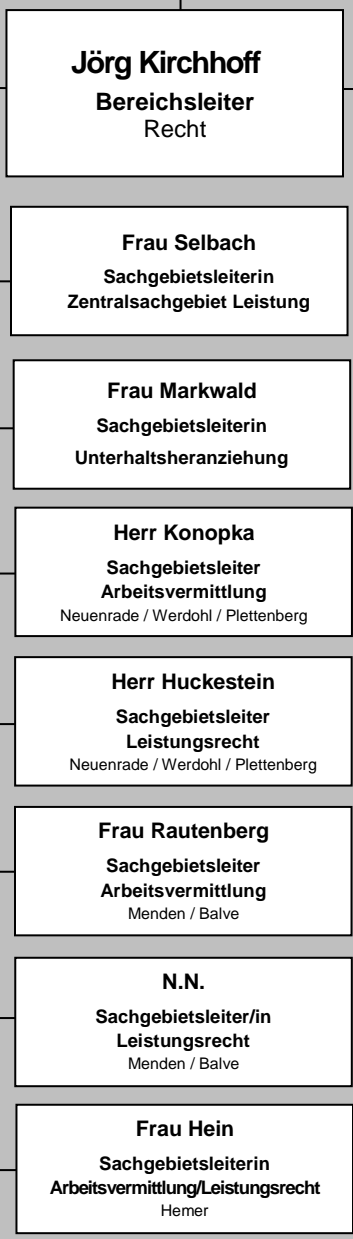 Jörg Kirchhoff
Bereichsleiter
Recht
Frau Selbach
Sachgebietsleiterin
Zentralsachgebiet Leistung
Frau Markwald
Sachgebietsleiterin
Unterhaltsheranziehung
Herr Konopka
Sachgebietsleiter
Arbeitsvermittlung
Neuenrade / Werdohl / Plettenberg
Herr Huckestein
Sachgebietsleiter
Leistungsrecht
Neuenrade / Werdohl / Plettenberg
Frau Rautenberg
Sachgebietsleiter
Arbeitsvermittlung
Menden / Balve
N.N.
Sachgebietsleiter/in
Leistungsrecht
Menden / Balve
Frau Hein
Sachgebietsleiterin
Arbeitsvermittlung/Leistungsrecht
Hemer